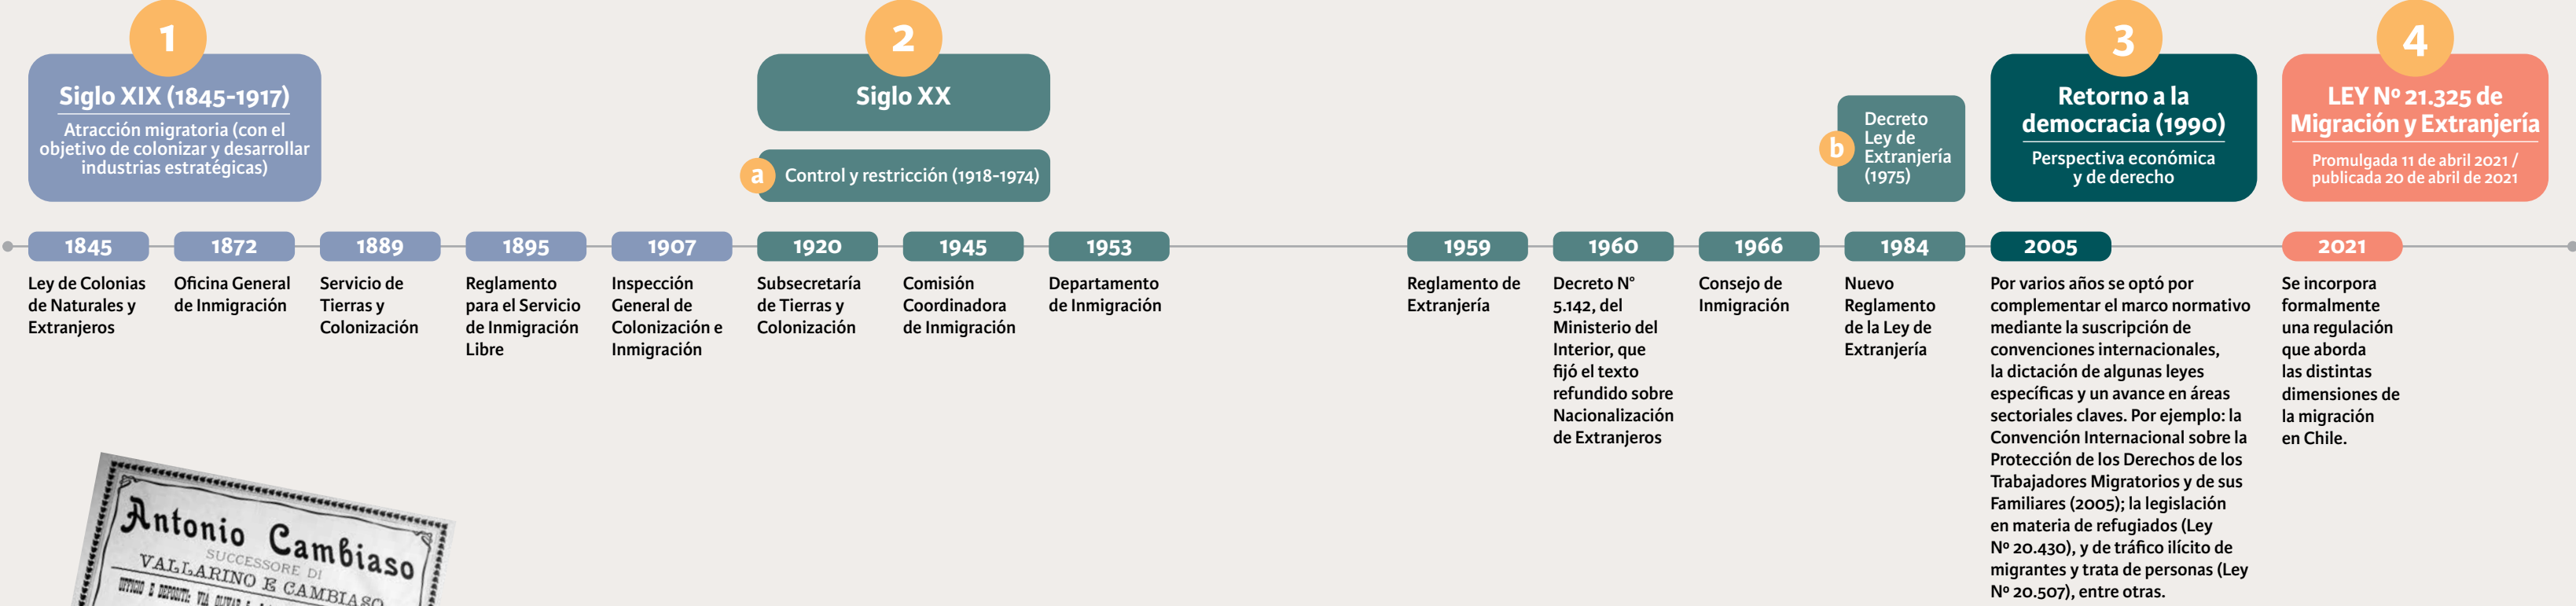 1
Siglo XIX (1845-1917)
Atracción migratoria (con el
objetivo de colonizar y desarrollar
industrias estratégicas)
2
Siglo XX
a
Control y restricción (1918-1974)
b
Decreto
Ley de
Extranjería
(1975)
3
Retorno a la
democracia (1990)
Perspectiva económica
y de derecho
4
LEY Nº 21.325 de
Migración y Extranjería
Promulgada 11 de abril 2021 /
publicada 20 de abril de 2021
1845
Ley de Colonias
de Naturales y
Extranjeros
1872
Oficina General
de Inmigración
1889
Servicio de
Tierras y
Colonización
1895
Reglamento
para el Servicio
de Inmigración
Libre
1907
Inspección
General de
Colonización e
Inmigración
1920
Subsecretaría
de Tierras y
Colonización
1945
Comisión
Coordinadora
de Inmigración
1953
Departamento
de Inmigración
1959
Reglamento de
Extranjería
1960
Decreto N°
5.142, del
Ministerio del
Interior, que
fijó el texto
refundido sobre
Nacionalización
de Extranjeros
1966
Consejo de
Inmigración
1984
Nuevo
Reglamento
de la Ley de
Extranjería
2005
Por varios años se optó por
complementar el marco normativo
mediante la suscripción de
convenciones internacionales,
la dictación de algunas leyes
específicas y un avance en áreas
sectoriales claves. Por ejemplo: la
Convención Internacional sobre la
Protección de los Derechos de los
Trabajadores Migratorios y de sus
Familiares (2005); la legislación
en materia de refugiados (Ley
Nº 20.430), y de tráfico ilícito de
migrantes y trata de personas (Ley
Nº 20.507), entre otras.
2021
Se incorpora
formalmente
una regulación
que aborda
las distintas
dimensiones de
la migración
en Chile.
Antonio Cambiaso
SUCCESSORE DI
VALLARINO E CAMBIASO
UFFICIO E DEPOSITI: VIA